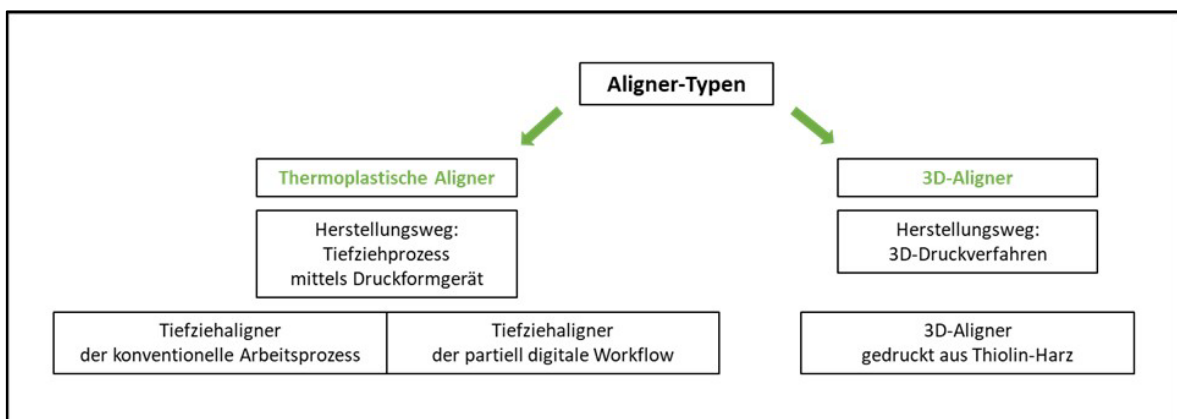 Aligner-Typen
Thermoplastische Aligner
3D-Aligner
Herstellungsweg:
Tiefziehprozess
mittels Druckformgerät
Herstellungsweg:
3D-Druckverfahren
Tiefziehaligner
der konventionelle Arbeitsprozess
Tiefziehaligner
der partiell digitale Workflow
3D-Aligner
gedruckt aus Thiolin-Harz